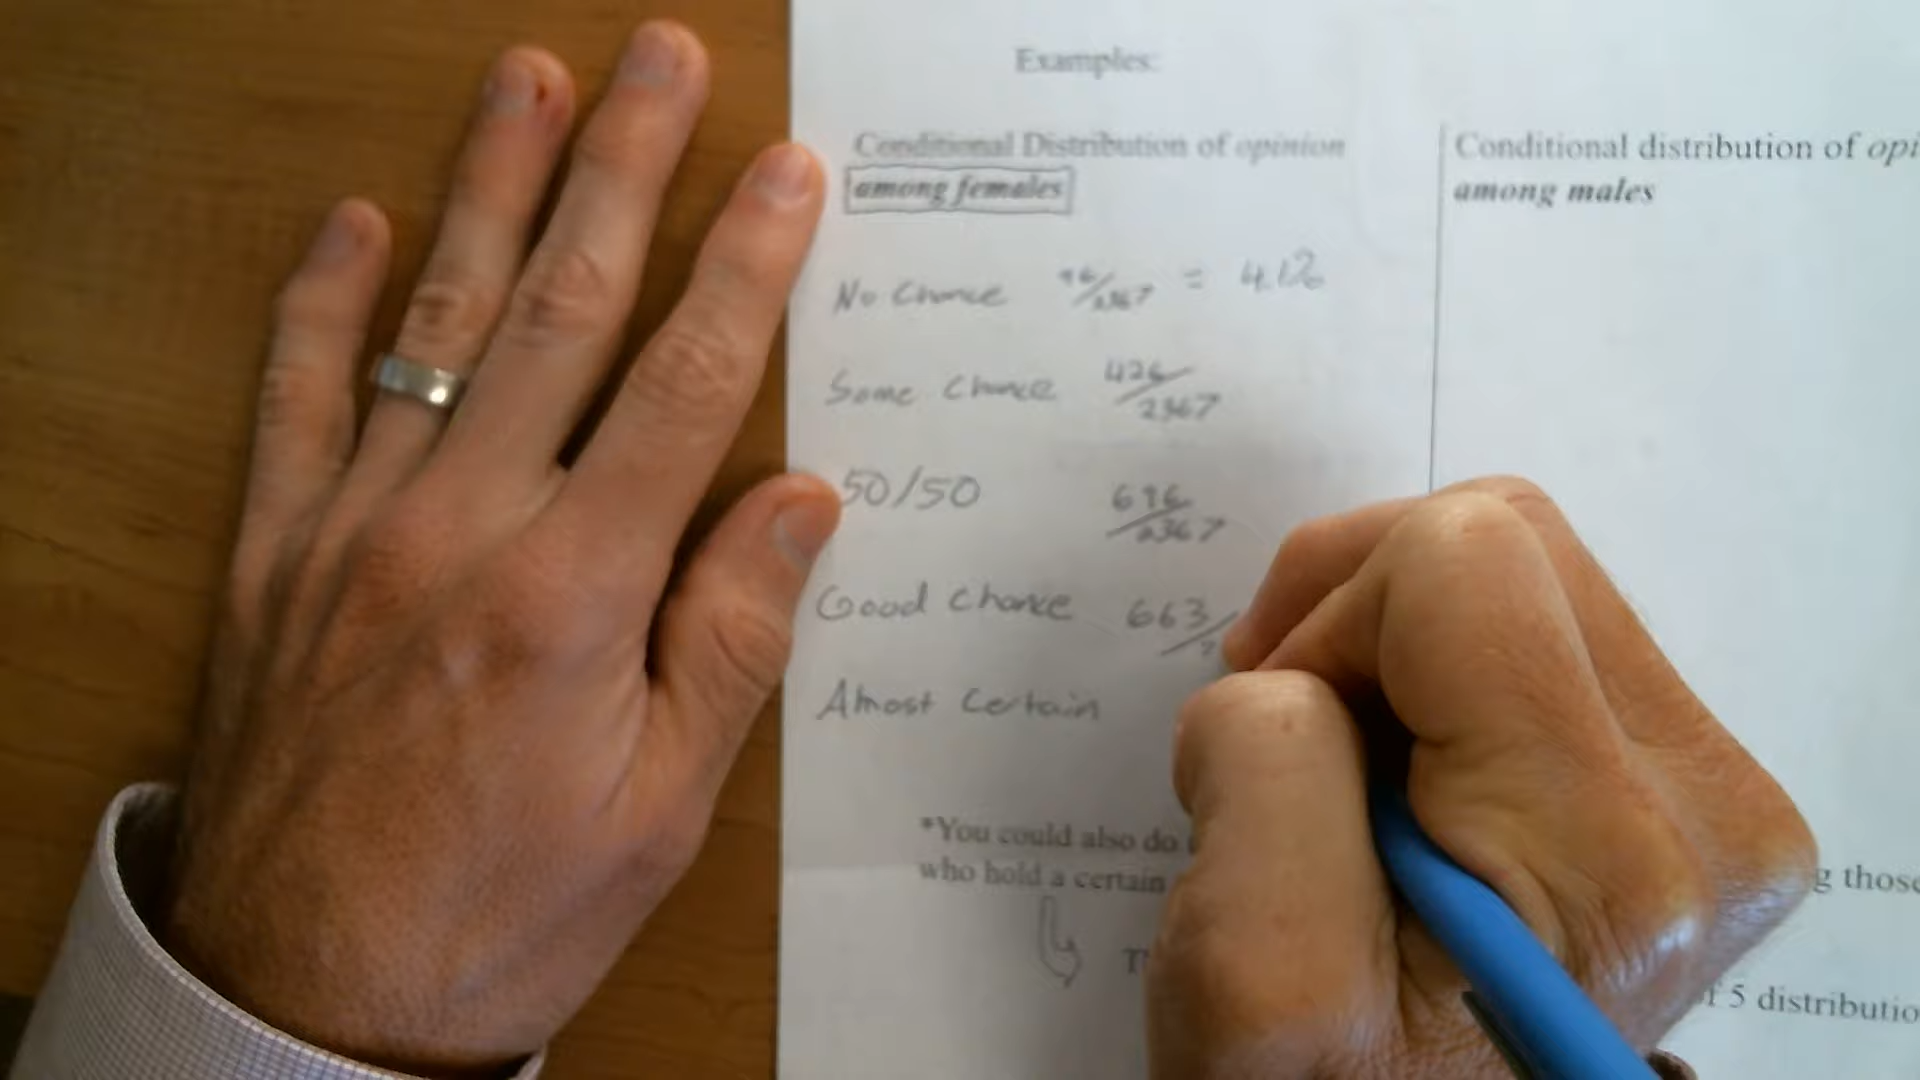 Examples:
Conditional Distribution of opinion
among females
No Chance 96/2367 = 4.1%
Some Chance 426/2367
50/50 696/2367
Good Chance 663/2
Almost Certain
*You could also do
who hold a certain
Conditional distribution of opi
among males
g those
f 5 distributio